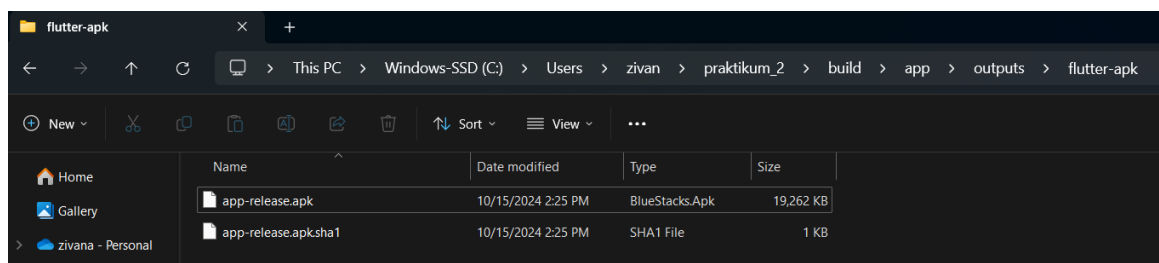 flutter-apk
This PC > Windows-SSD (C:) > Users > zivan > praktikum_2 > build > app > outputs > flutter-apk
New Sort View
Name Date modified Type Size
Home
app-release.apk 10/15/2024 2:25 PM BlueStacks.Apk 19,262 KB
Gallery
app-release.apk.sha1 10/15/2024 2:25 PM SHA1 File 1 KB
zivana - Personal